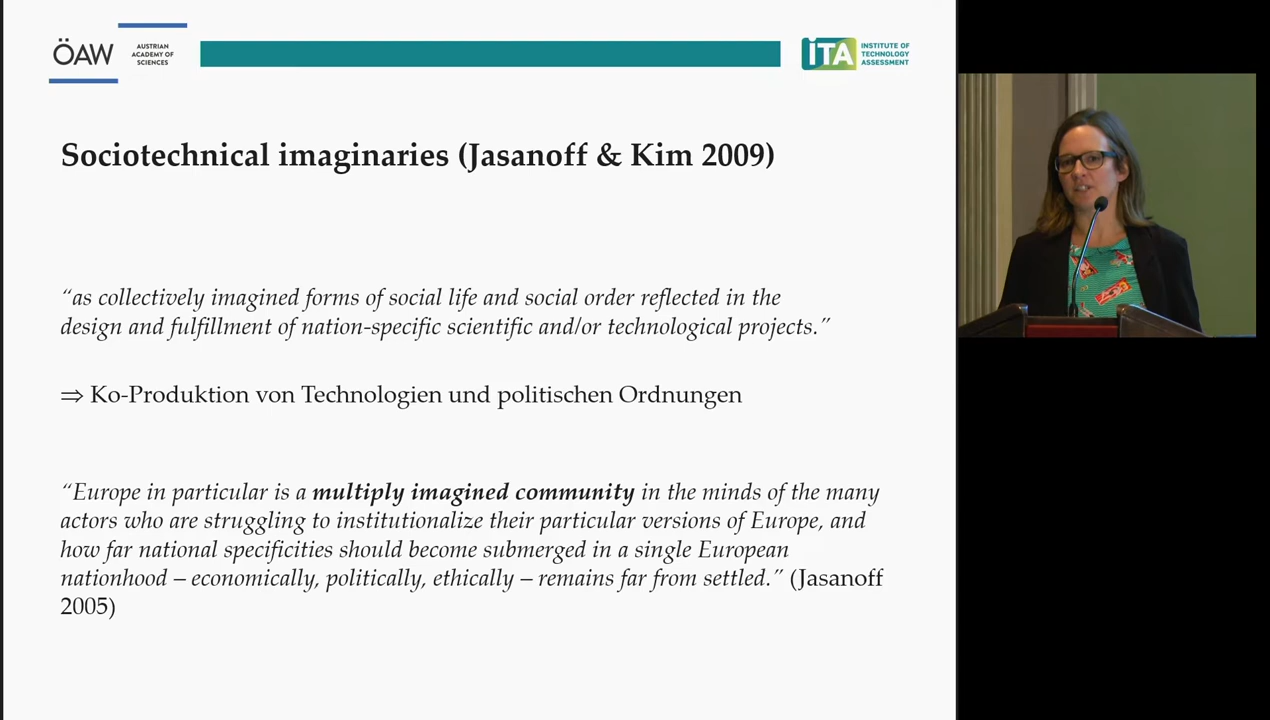 ÖAW
AUSTRIAN
ACADEMY OF
SCIENCES
ITA
INSTITUTE OF
TECHNOLOGY
ASSESSMENT
Sociotechnical imaginaries (Jasanoff & Kim 2009)
“as collectively imagined forms of social life and social order reflected in the
design and fulfillment of nation-specific scientific and/or technological projects.”
⇒ Ko-Produktion von Technologien und politischen Ordnungen
“Europe in particular is a multiply imagined community in the minds of the many
actors who are struggling to institutionalize their particular versions of Europe, and
how far national specificities should become submerged in a single European
nationhood – economically, politically, ethically – remains far from settled.” (Jasanoff
2005)